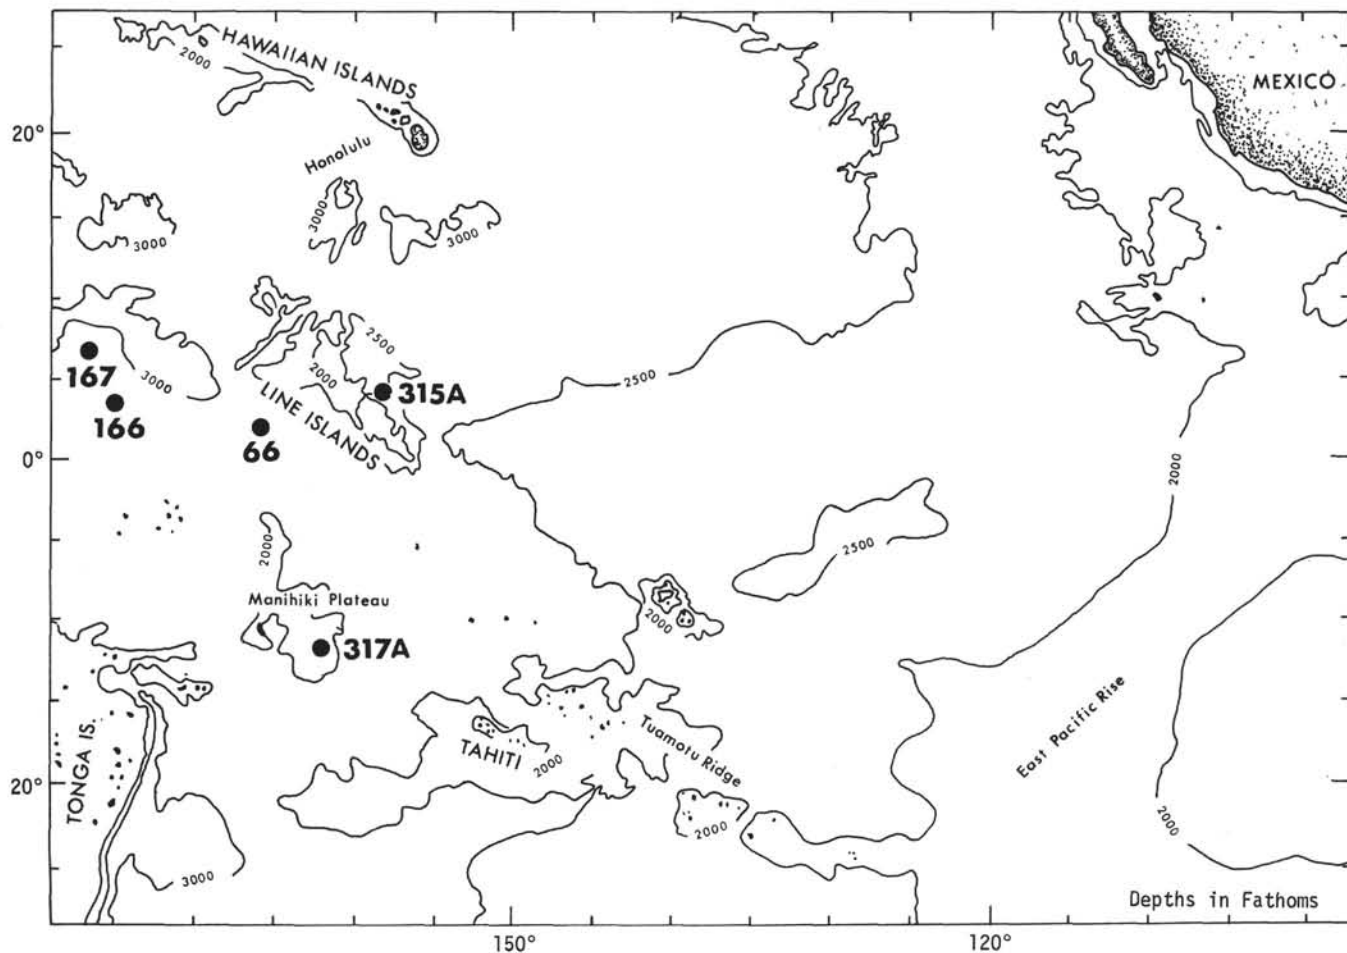 HAWAIIAN ISLANDS
2000
MEXICO
20°
Honolulu
3000
3000
3000
2500
2000
3000
167
315A
2500
166
LINE ISLANDS
66
0°
2000
2000
2500
Manihiki Plateau
2000
317A
TONGA IS.
TAHITI
2000
Tuamotu Ridge
East Pacific Rise
20°
2000
2000
3000
Depths in Fathoms
150°
120°